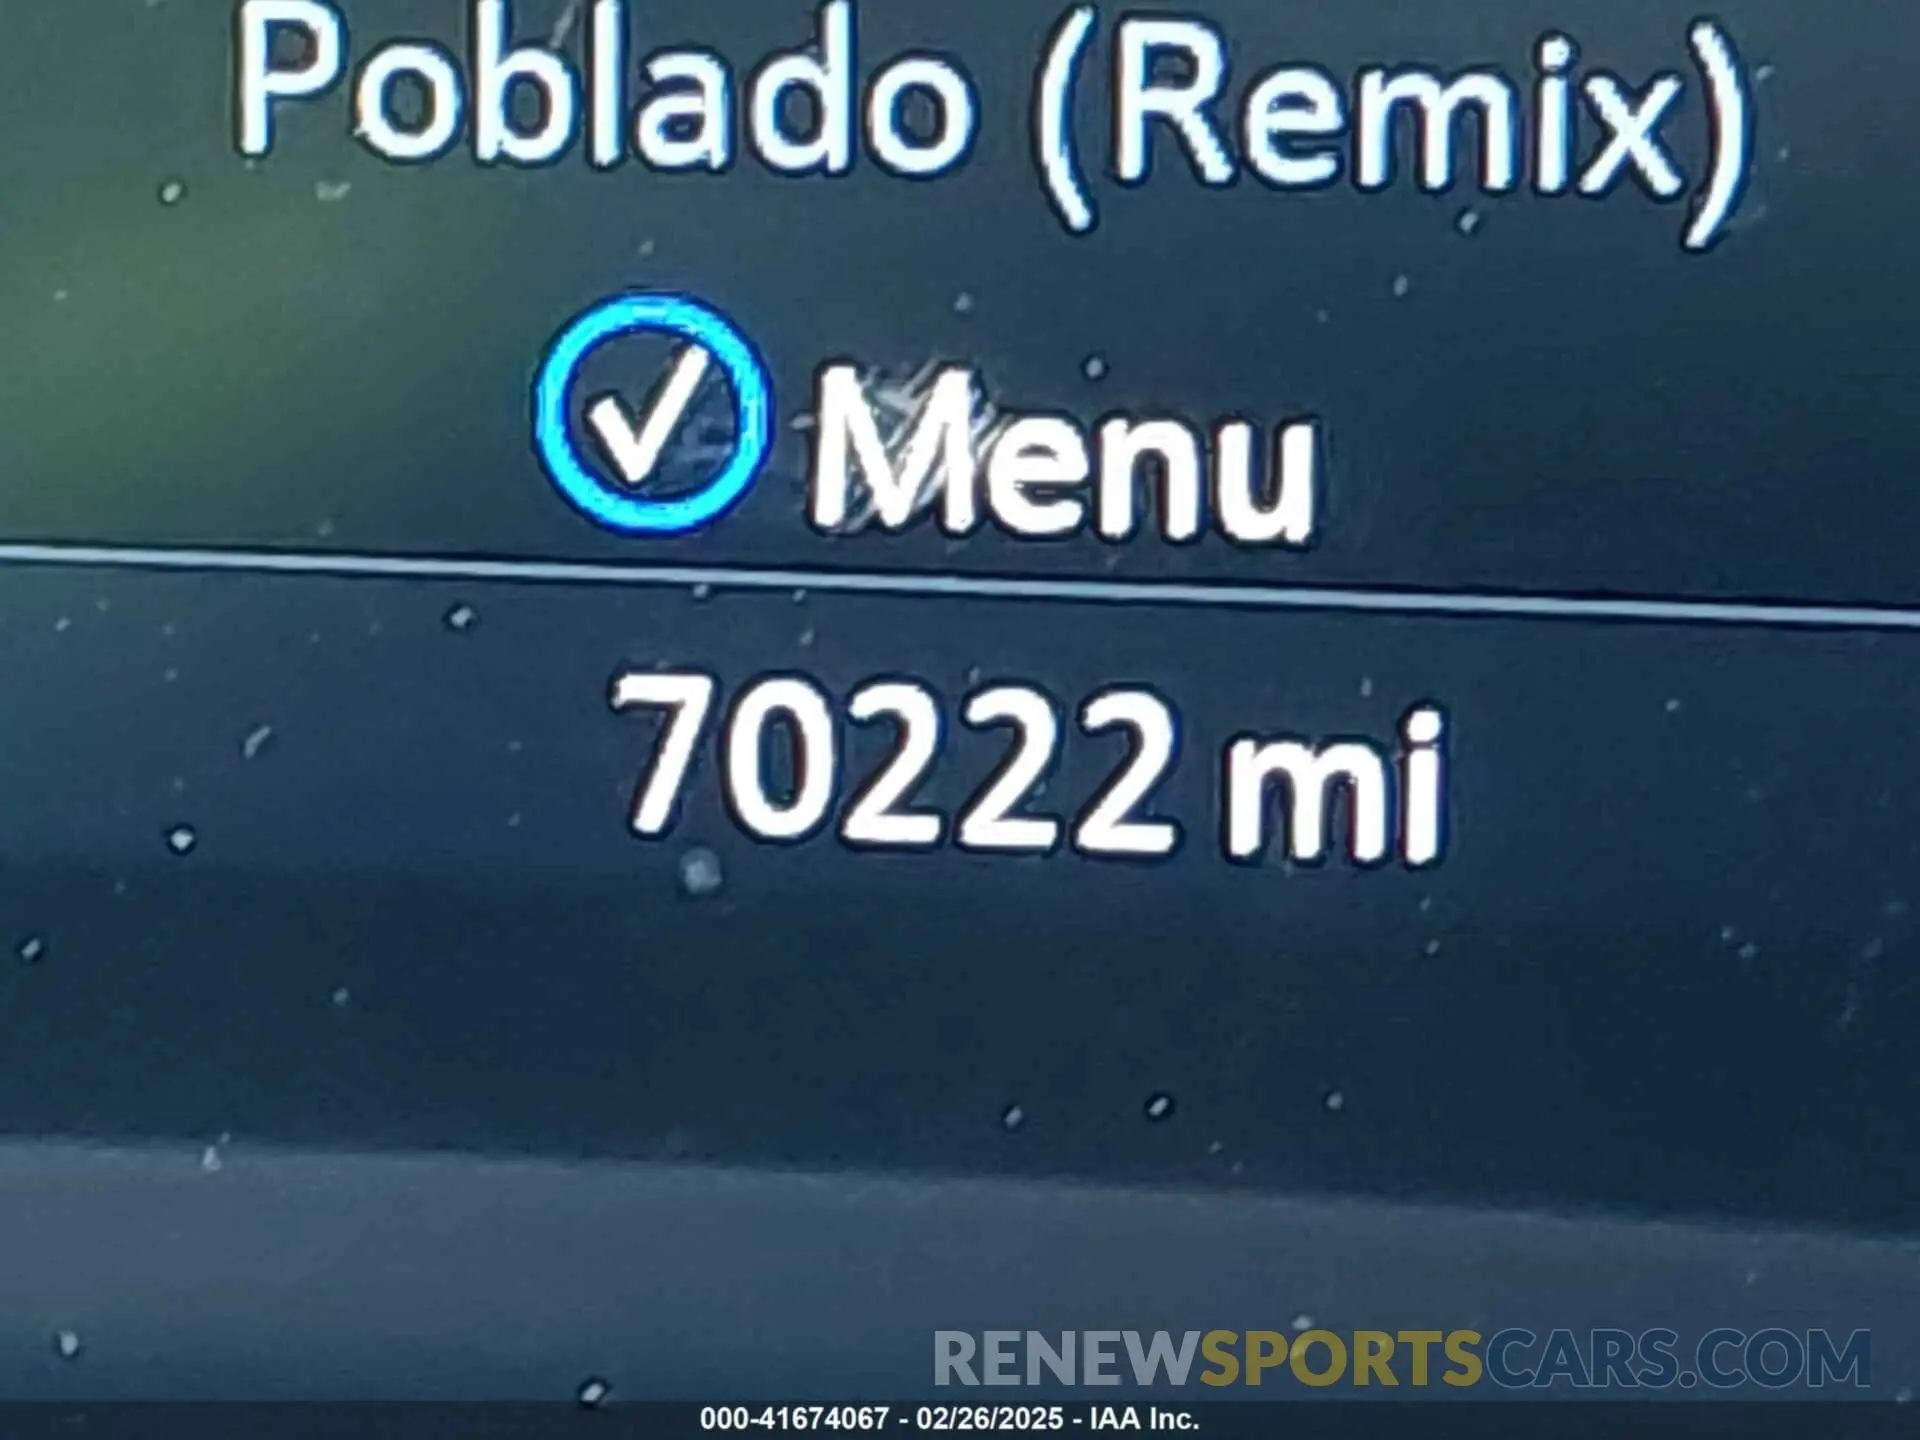 Poblado (Remix)
Menu
70222 mi
RENEWSPORTSCARS.COM
000-41674067 - 02/26/2025 - IAA Inc.